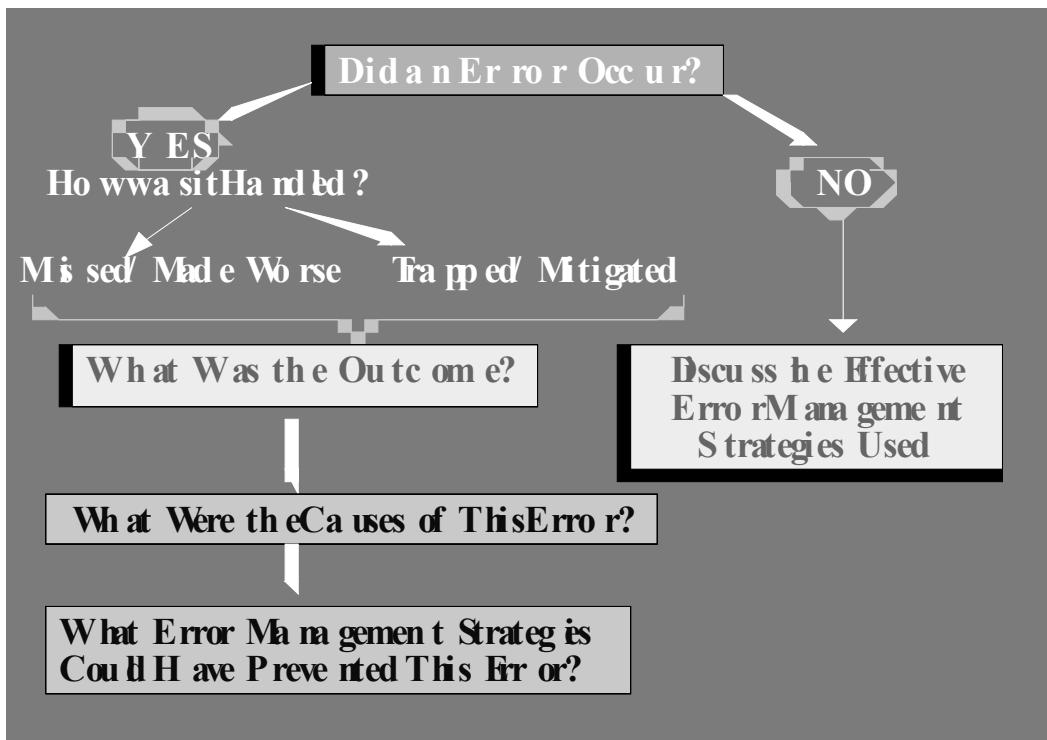 Did an Error Occur?
YES
NO
How was it Handled?
Missed/ Made Worse
Trapped/ Mitigated
What Was the Outcome?
Discuss the Effective
Error Management
Strategies Used
What Were the Causes of This Error?
What Error Management Strategies
Could Have Prevented This Error?